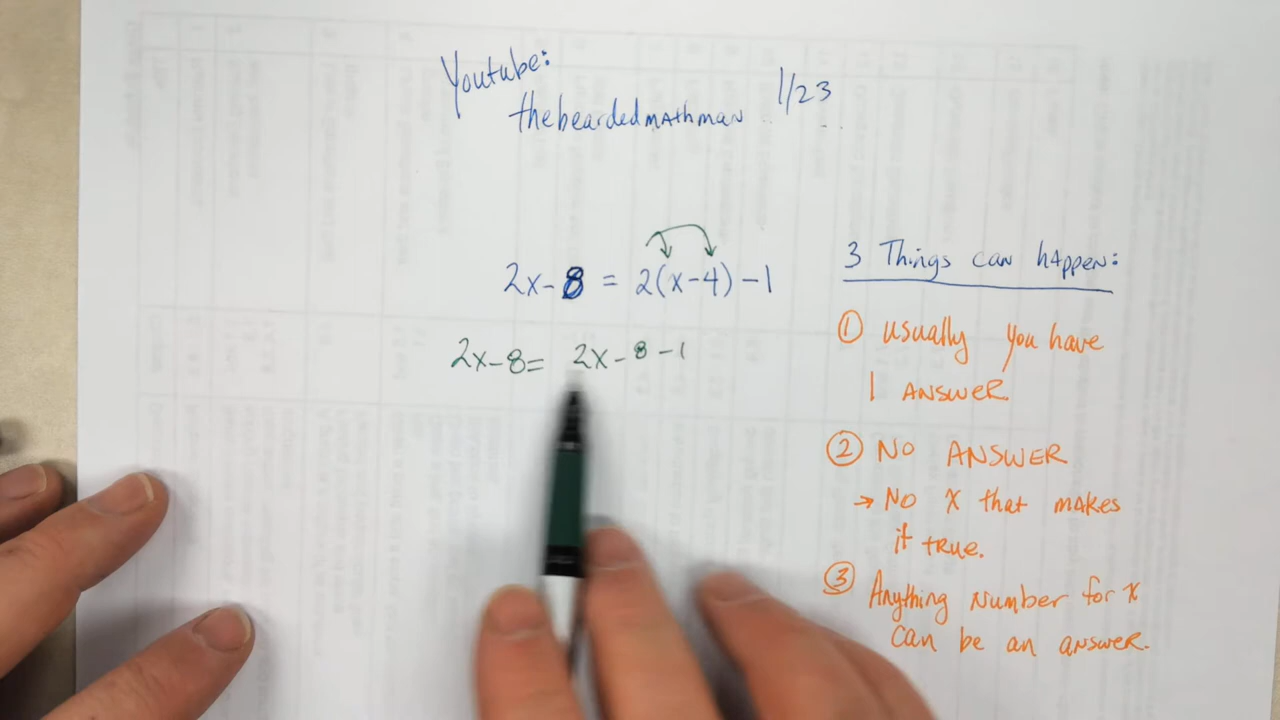 Youtube:
thebeardedmathman 1/23
2x-8 = 2(x-4)-1
2x-8= 2x-8-1
3 Things can happen:
① usually you have
1 ANSWER.
② NO ANSWER
→ No x that makes
it true.
③ Anything Number for x
can be an answer.